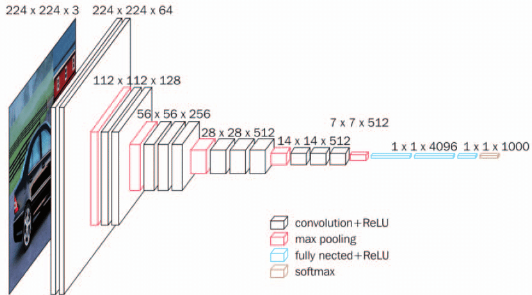 224 x 224 x 3
224 x 224 x 64
112 x 112 x 128
56 x 56 x 256
28 x 28 x 512
14 x 14 x 512
7 x 7 x 512
1 x 1 x 4096
1 x 1 x 1000
convolution+ReLU
max pooling
fully nected+ReLU
softmax